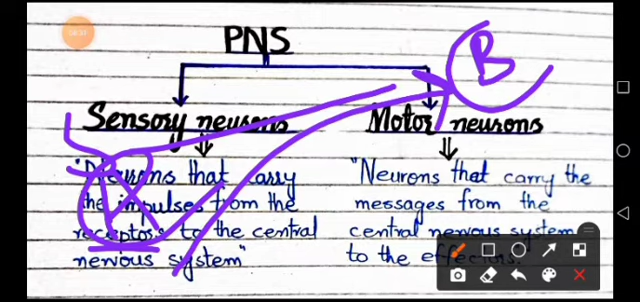 PNS
B
Sensory neurons
Motor neurons
"Neurons that carry
the impulses from the
receptors to the central
nervous system"
A
"Neurons that carry the
messages from the
central nervous system
to the effectors.